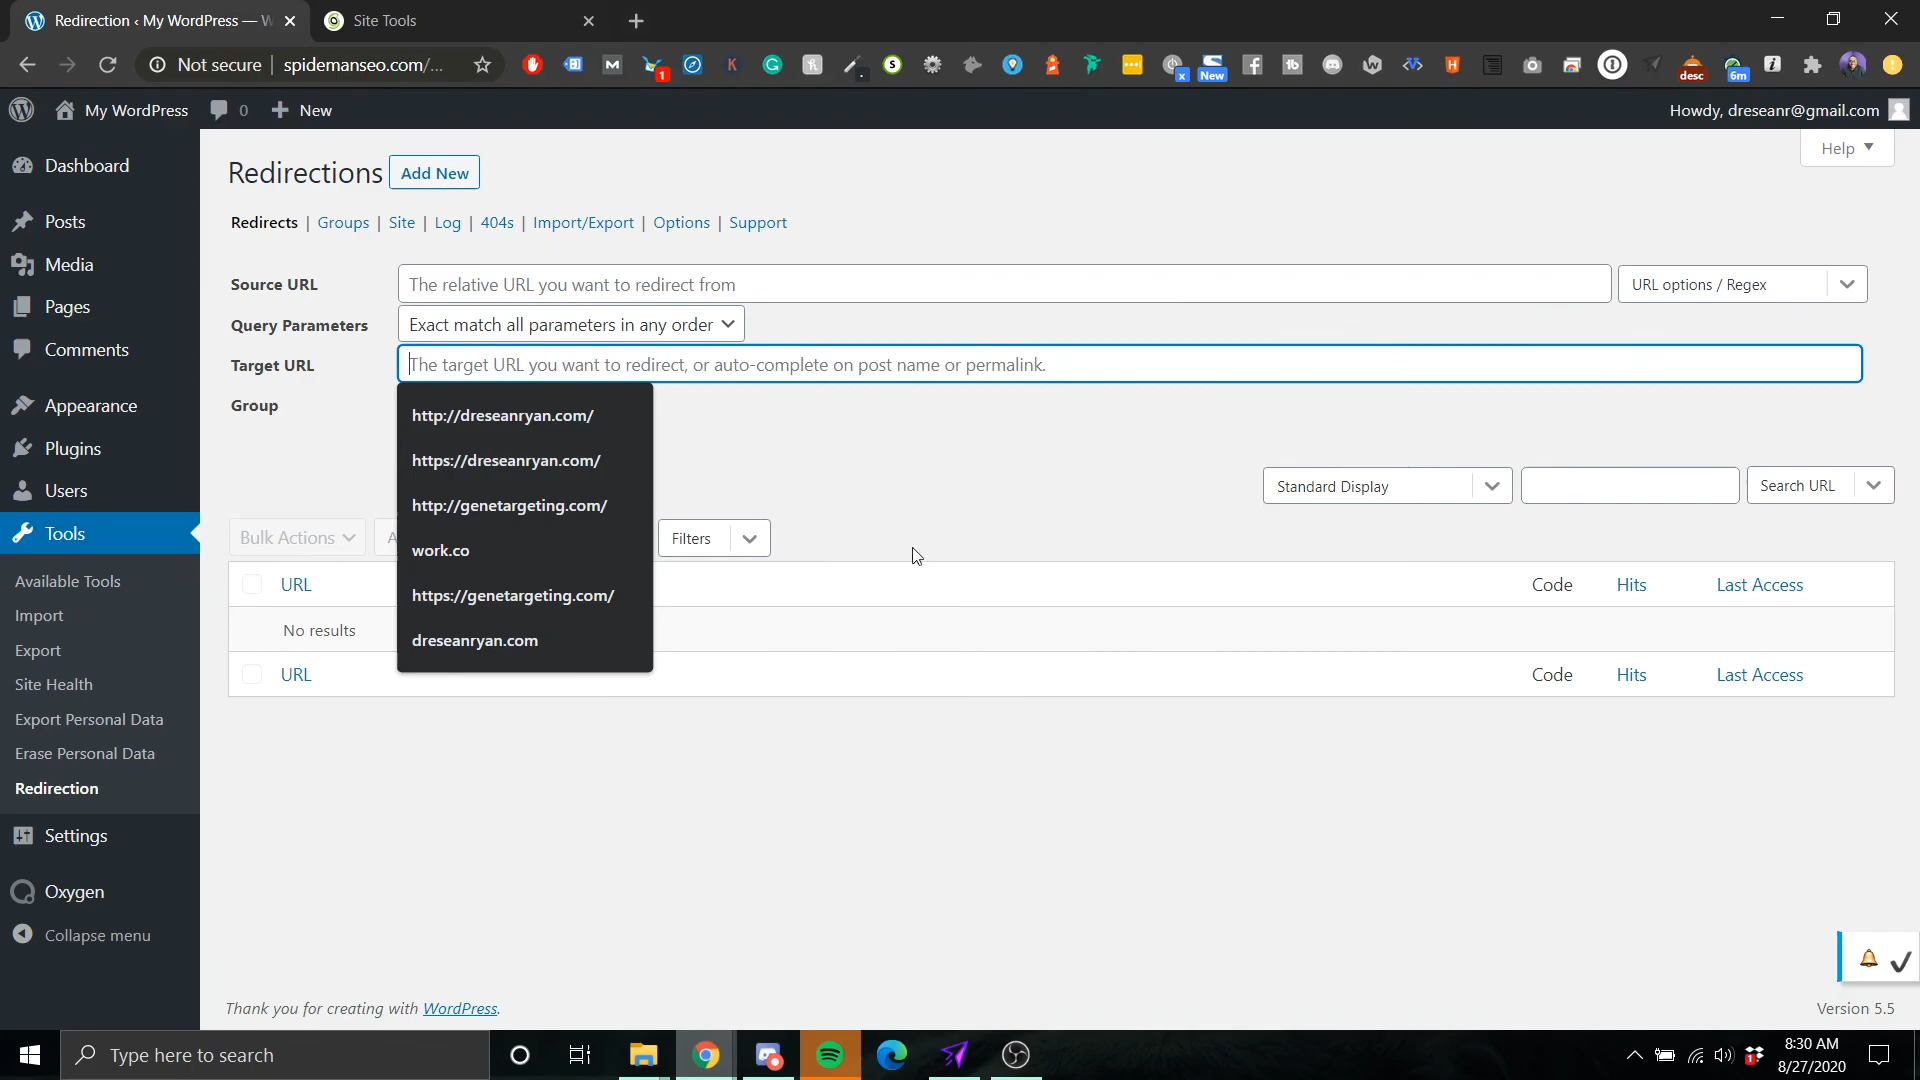 Redirection ‹ My WordPress — W
Site Tools
Not secure
spidemanseo.com/...
1
New
x
desc
6m
My WordPress
0
New
Howdy, dreseanr@gmail.com
Dashboard
Posts
Media
Pages
Comments
Appearance
Plugins
Users
Tools
Available Tools
Import
Export
Site Health
Export Personal Data
Erase Personal Data
Redirection
Settings
Oxygen
Collapse menu
Help
Redirections
Add New
Redirects | Groups | Site | Log | 404s | Import/Export | Options | Support
Source URL
The relative URL you want to redirect from
URL options / Regex
Query Parameters
Exact match all parameters in any order
Target URL
The target URL you want to redirect, or auto-complete on post name or permalink.
Group
http://dreseanryan.com/
https://dreseanryan.com/
http://genetargeting.com/
work.co
https://genetargeting.com/
dreseanryan.com
Standard Display
Search URL
Bulk Actions
A
Filters
URL
Code
Hits
Last Access
No results
URL
Code
Hits
Last Access
Thank you for creating with WordPress.
Version 5.5
Type here to search
1
8:30 AM
8/27/2020